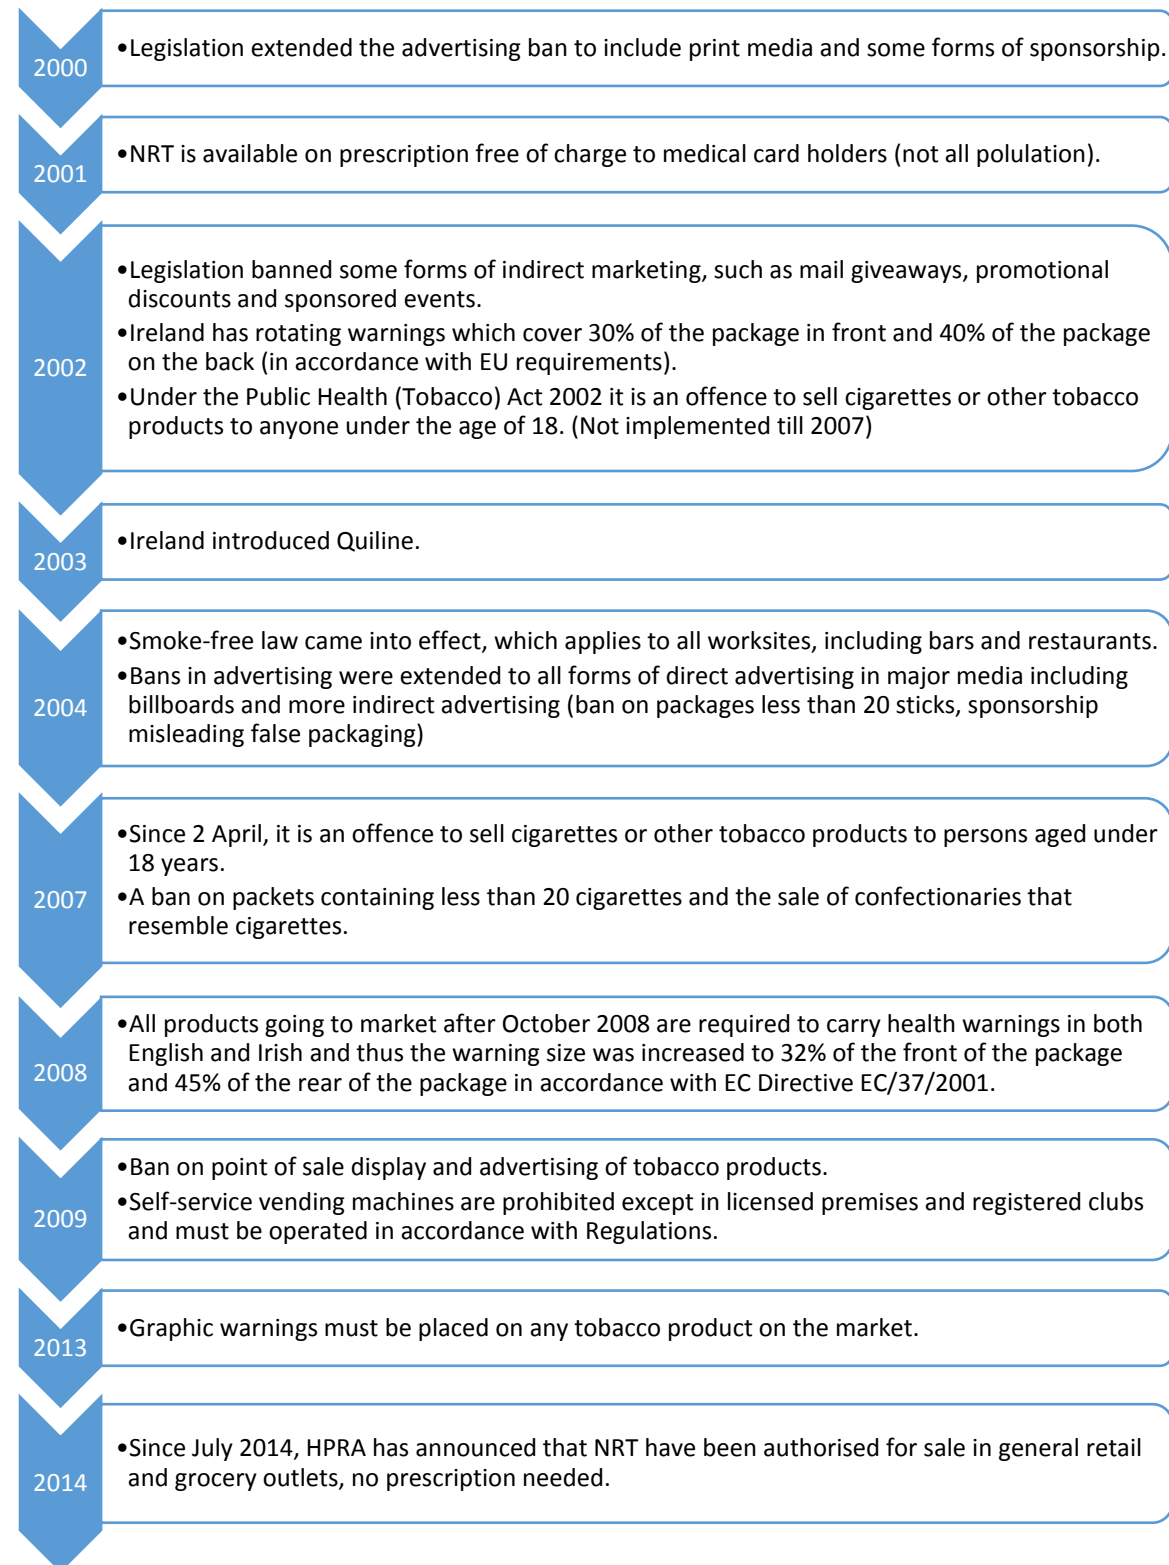 2000
•Legislation extended the advertising ban to include print media and some forms of sponsorship.
2001
•NRT is available on prescription free of charge to medical card holders (not all polulation).
2002
•Legislation banned some forms of indirect marketing, such as mail giveaways, promotional
discounts and sponsored events.
•Ireland has rotating warnings which cover 30% of the package in front and 40% of the package
on the back (in accordance with EU requirements).
•Under the Public Health (Tobacco) Act 2002 it is an offence to sell cigarettes or other tobacco
products to anyone under the age of 18. (Not implemented till 2007)
2003
•Ireland introduced Quiline.
2004
•Smoke-free law came into effect, which applies to all worksites, including bars and restaurants.
•Bans in advertising were extended to all forms of direct advertising in major media including
billboards and more indirect advertising (ban on packages less than 20 sticks, sponsorship
misleading false packaging)
2007
•Since 2 April, it is an offence to sell cigarettes or other tobacco products to persons aged under
18 years.
•A ban on packets containing less than 20 cigarettes and the sale of confectionaries that
resemble cigarettes.
2008
•All products going to market after October 2008 are required to carry health warnings in both
English and Irish and thus the warning size was increased to 32% of the front of the package
and 45% of the rear of the package in accordance with EC Directive EC/37/2001.
2009
•Ban on point of sale display and advertising of tobacco products.
•Self-service vending machines are prohibited except in licensed premises and registered clubs
and must be operated in accordance with Regulations.
2013
•Graphic warnings must be placed on any tobacco product on the market.
2014
•Since July 2014, HPRA has announced that NRT have been authorised for sale in general retail
and grocery outlets, no prescription needed.